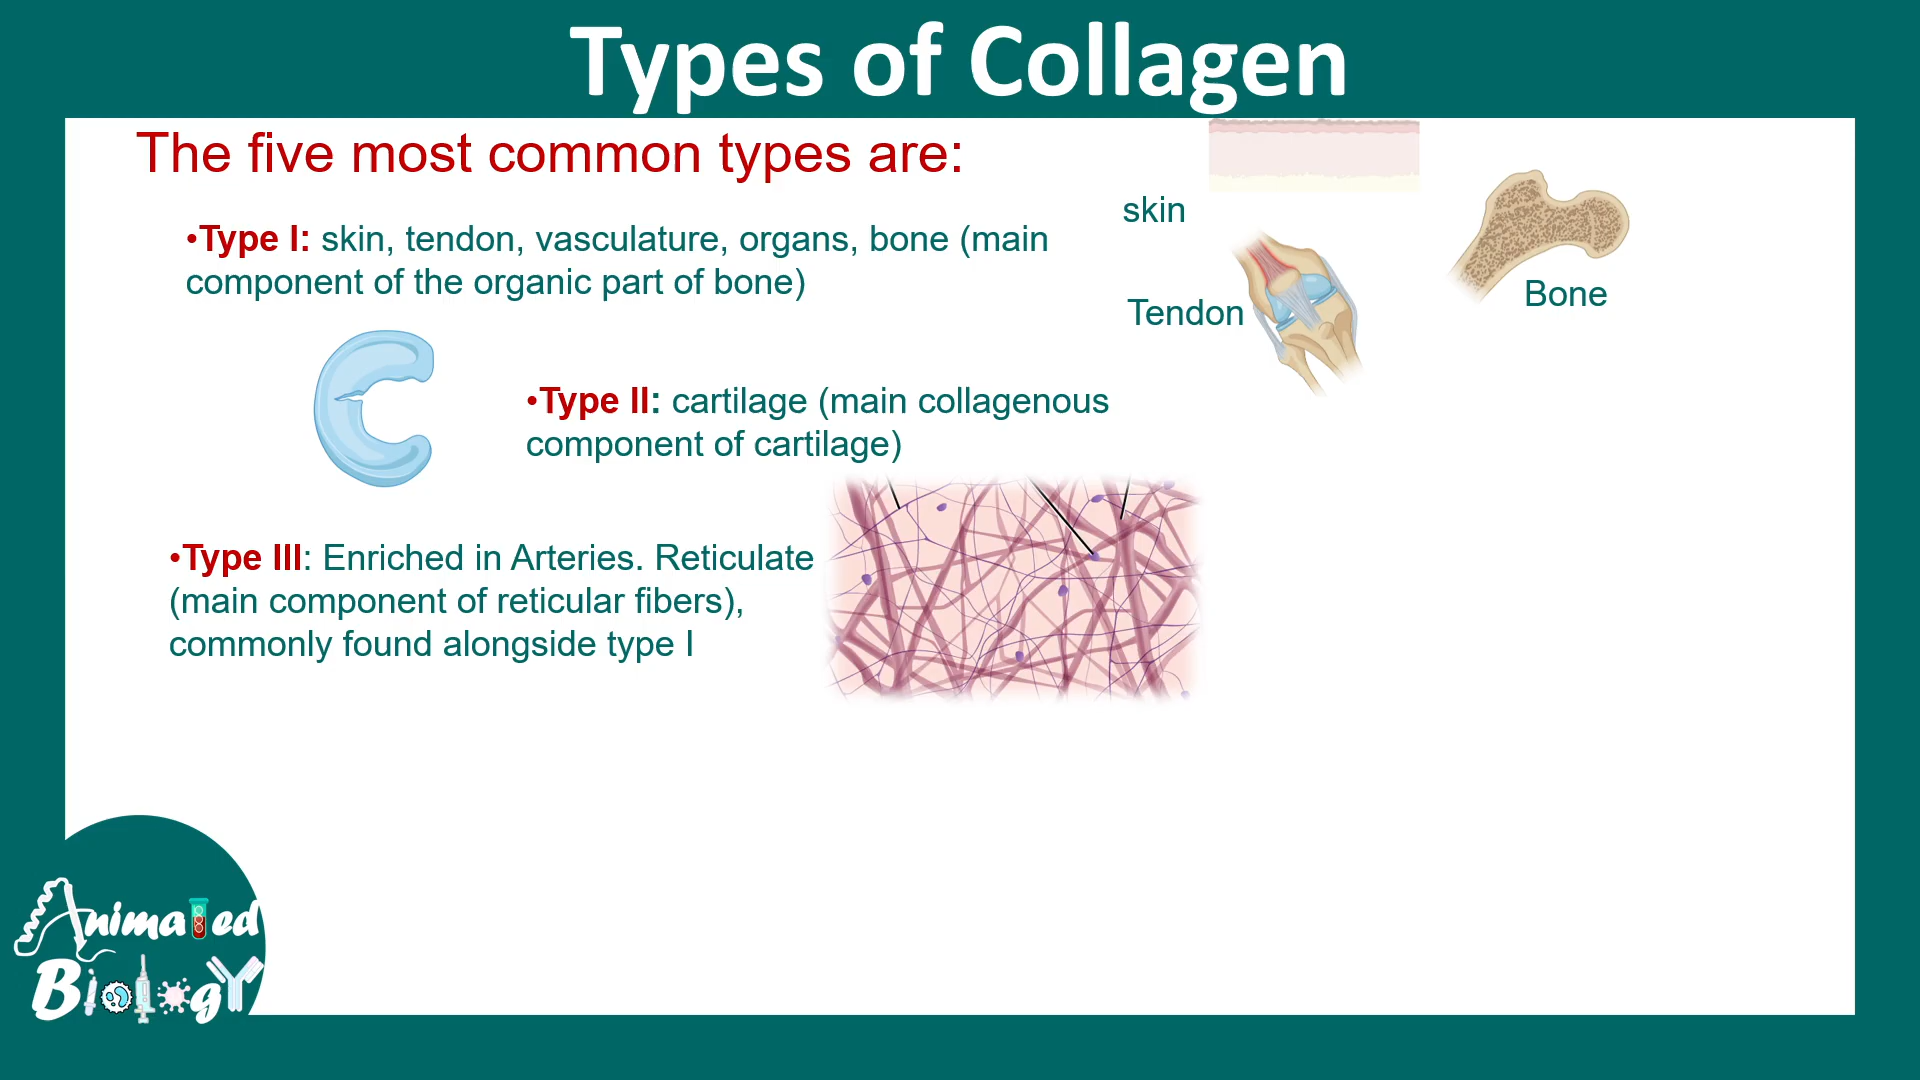 Types of Collagen
The five most common types are:
•Type I: skin, tendon, vasculature, organs, bone (main
component of the organic part of bone)
skin
Tendon
Bone
•Type II: cartilage (main collagenous
component of cartilage)
•Type III: Enriched in Arteries. Reticulate
(main component of reticular fibers),
commonly found alongside type I
Animated
Biology